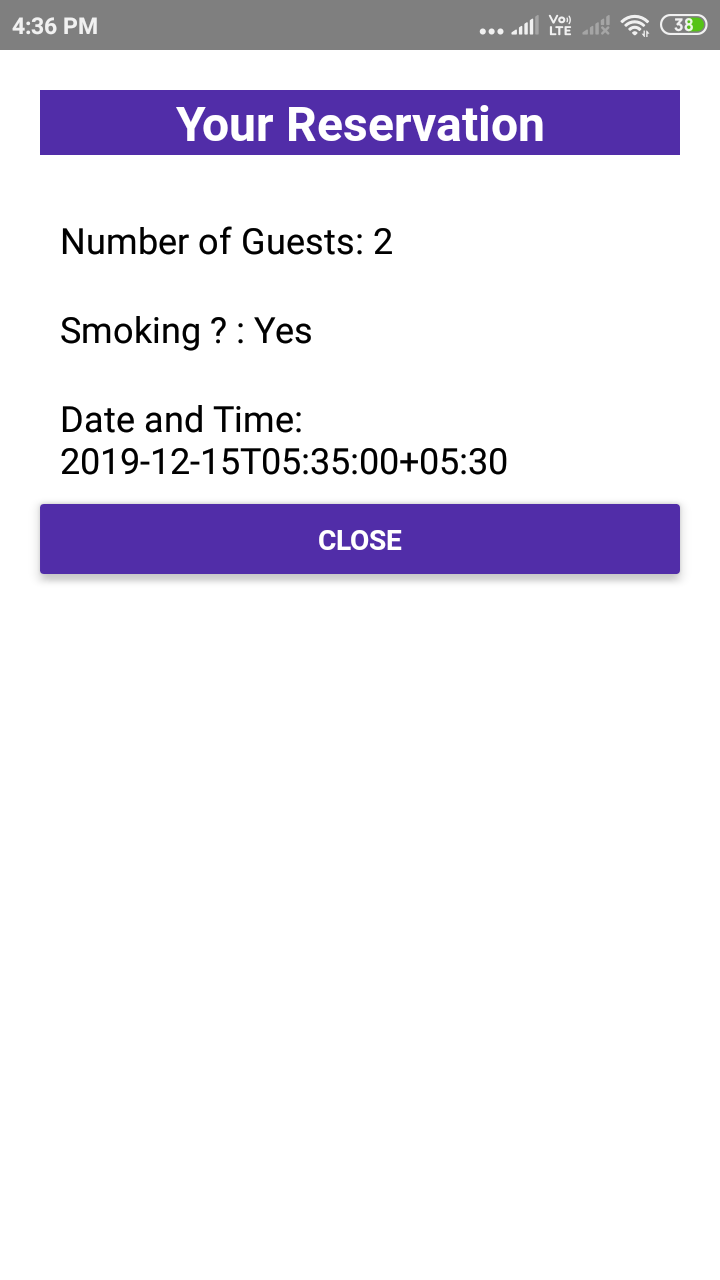 4:36 PM
Vo) LTE
38
Your Reservation
Number of Guests: 2
Smoking ? : Yes
Date and Time:
2019-12-15T05:35:00+05:30
CLOSE